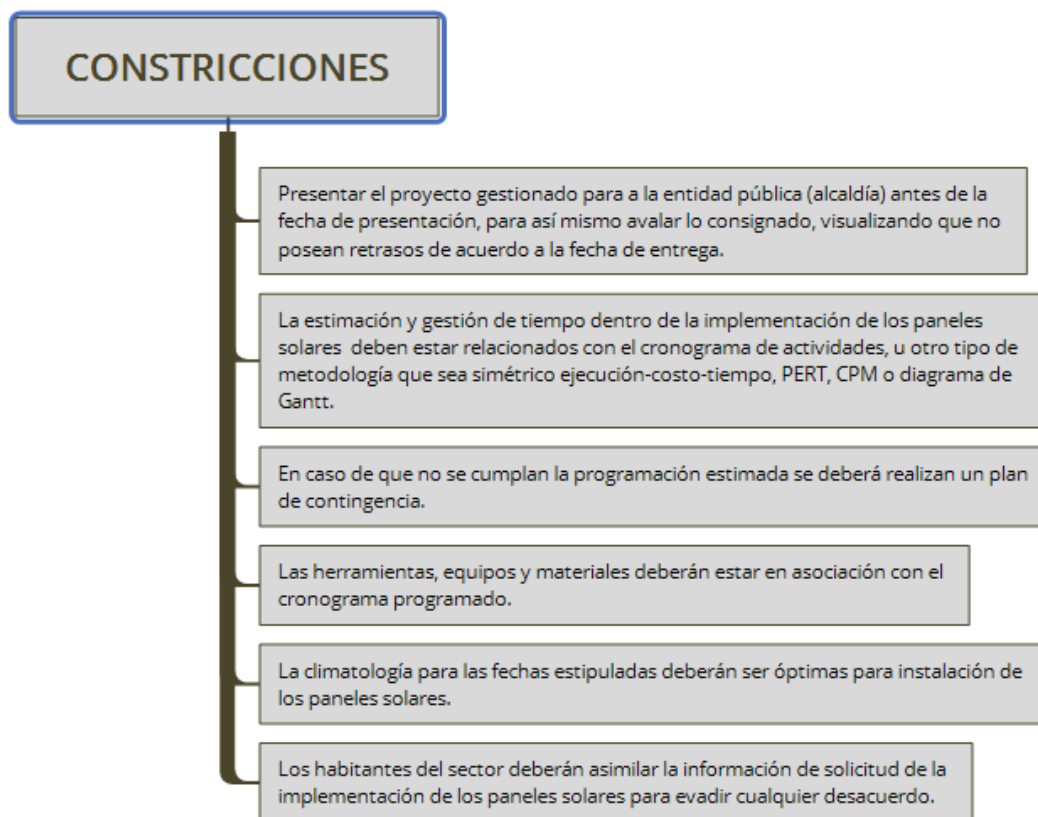 CONSTRICCIONES
Presentar el proyecto gestionado para a la entidad pública (alcaldía) antes de la
fecha de presentación, para así mismo avalar lo consignado, visualizando que no
posean retrasos de acuerdo a la fecha de entrega.
La estimación y gestión de tiempo dentro de la implementación de los paneles
solares  deben estar relacionados con el cronograma de actividades, u otro tipo de
metodología que sea simétrico ejecución-costo-tiempo, PERT, CPM o diagrama de
Gantt.
En caso de que no se cumplan la programación estimada se deberá realizan un plan
de contingencia.
Las herramientas, equipos y materiales deberán estar en asociación con el
cronograma programado.
La climatología para las fechas estipuladas deberán ser óptimas para instalación de
los paneles solares.
Los habitantes del sector deberán asimilar la información de solicitud de la
implementación de los paneles solares para evadir cualquier desacuerdo.